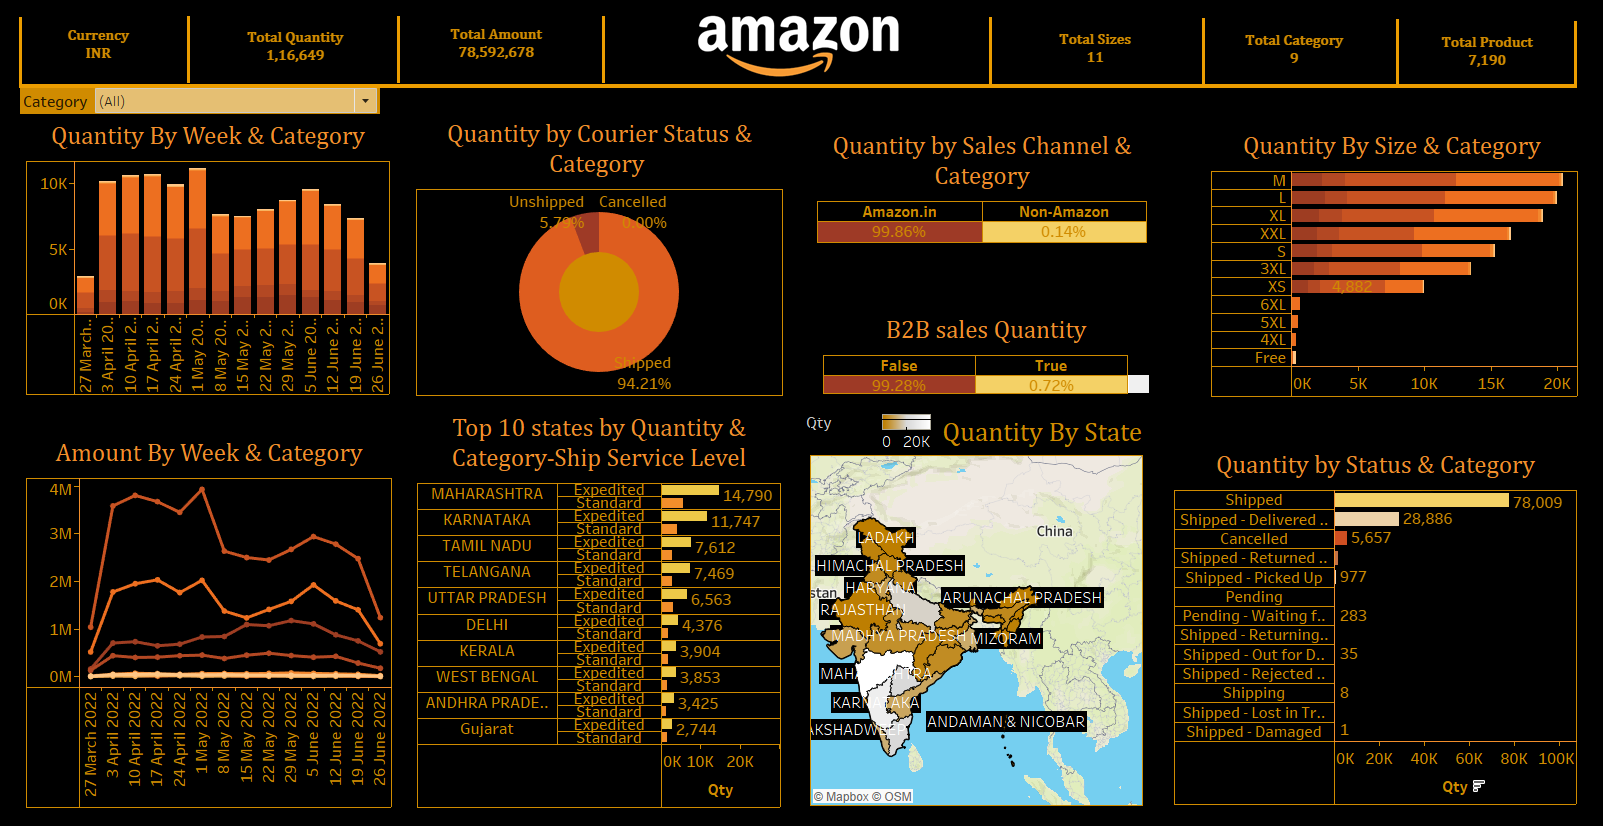 Currency
INR
Total Quantity
1,16,649
Total Amount
78,592,678
amazon
Total Sizes
11
Total Category
9
Total Product
7,190
Category
(All)
Quantity By Week & Category
10K
5K
0K
27 March..
3 April 20..
10 April 2..
17 April 2..
24 April 2..
1 May 20..
8 May 20..
15 May 2..
22 May 2..
29 May 2..
5 June 20..
12 June 2..
19 June 2..
26 June 2..
Quantity by Courier Status &
Category
Unshipped
5.79%
Cancelled
0.00%
Shipped
94.21%
Quantity by Sales Channel &
Category
Amazon.in
Non-Amazon
99.86%
0.14%
B2B sales Quantity
False
True
99.28%
0.72%
Quantity By Size & Category
M
L
XL
XXL
S
3XL
XS
4,882
6XL
5XL
4XL
Free
0K
5K
10K
15K
20K
Amount By Week & Category
4M
3M
2M
1M
0M
27 March 2022
3 April 2022
10 April 2022
17 April 2022
24 April 2022
1 May 2022
8 May 2022
15 May 2022
22 May 2022
29 May 2022
5 June 2022
12 June 2022
19 June 2022
26 June 2022
Top 10 states by Quantity &
Category-Ship Service Level
MAHARASHTRA
Expedited
14,790
Standard
KARNATAKA
Expedited
11,747
Standard
TAMIL NADU
Expedited
7,612
Standard
TELANGANA
Expedited
7,469
Standard
UTTAR PRADESH
Expedited
6,563
Standard
DELHI
Expedited
4,376
Standard
KERALA
Expedited
3,904
Standard
WEST BENGAL
Expedited
3,853
Standard
ANDHRA PRADE..
Expedited
3,425
Standard
Gujarat
Expedited
2,744
Standard
0K
10K
20K
Qty
Qty
0
20K
Quantity By State
China
LADAKH
HIMACHAL PRADESH
stan
HARYANA
ARUNACHAL PRADESH
RAJASTHAN
MADHYA PRADESH
MIZORAM
MAHARASHTRA
KARNATAKA
ANDAMAN & NICOBAR
AKSHADWEEP
© Mapbox © OSM
Quantity by Status & Category
Shipped
78,009
Shipped - Delivered ..
28,886
Cancelled
5,657
Shipped - Returned ..
Shipped - Picked Up
977
Pending
Pending - Waiting f..
283
Shipped - Returning..
Shipped - Out for D..
35
Shipped - Rejected ..
Shipping
8
Shipped - Lost in Tr..
Shipped - Damaged
1
0K
20K
40K
60K
80K
100K
Qty